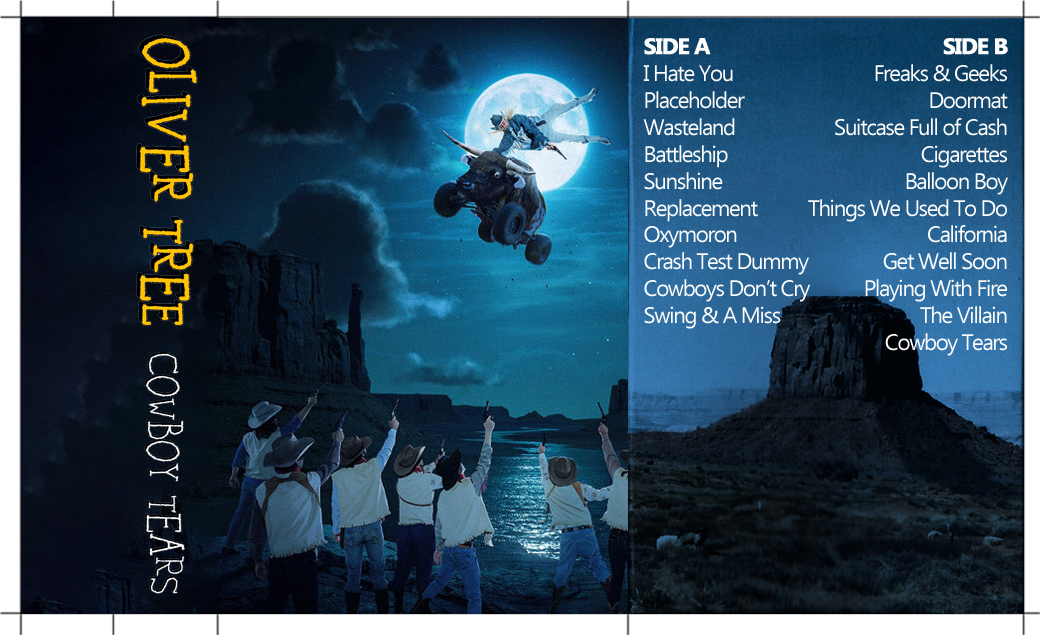 OLIVER TREE COWBOY TEARS
SIDE A
I Hate You
Placeholder
Wasteland
Battleship
Sunshine
Replacement
Oxymoron
Crash Test Dummy
Cowboys Don't Cry
Swing & A Miss
SIDE B
Freaks & Geeks
Doormat
Suitcase Full of Cash
Cigarettes
Balloon Boy
Things We Used To Do
California
Get Well Soon
Playing With Fire
The Villain
Cowboy Tears